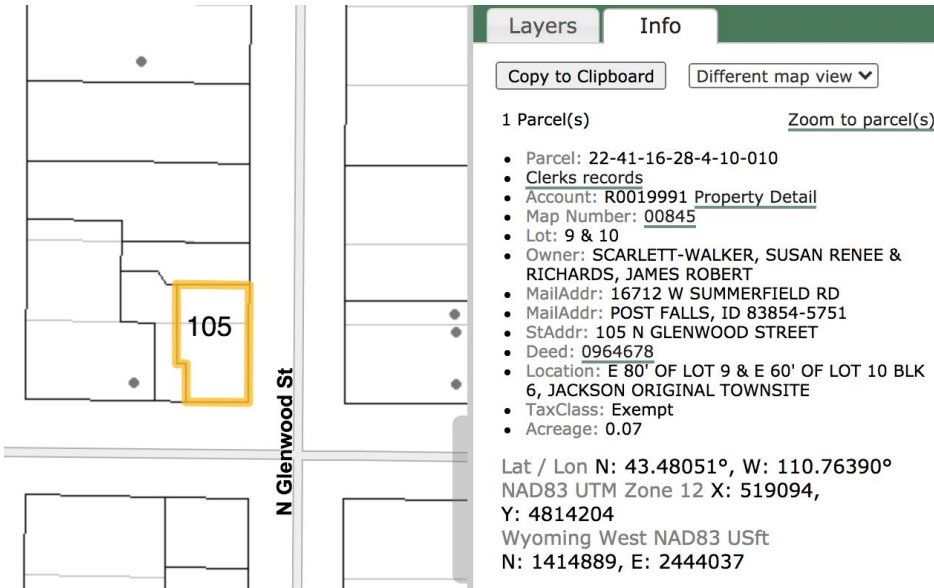 105
N Glenwood St
Layers
Info
Copy to Clipboard
Different map view
1 Parcel(s)
Zoom to parcel(s)
Parcel: 22-41-16-28-4-10-010
Clerks records
Account: R0019991 Property Detail
Map Number: 00845
Lot: 9 & 10
Owner: SCARLETT-WALKER, SUSAN RENEE &
RICHARDS, JAMES ROBERT
MailAddr: 16712 W SUMMERFIELD RD
MailAddr: POST FALLS, ID 83854-5751
StAddr: 105 N GLENWOOD STREET
Deed: 0964678
Location: E 80' OF LOT 9 & E 60' OF LOT 10 BLK
6, JACKSON ORIGINAL TOWNSITE
TaxClass: Exempt
Acreage: 0.07
Lat / Lon N: 43.48051°, W: 110.76390°
NAD83 UTM Zone 12 X: 519094,
Y: 4814204
Wyoming West NAD83 USft
N: 1414889, E: 2444037